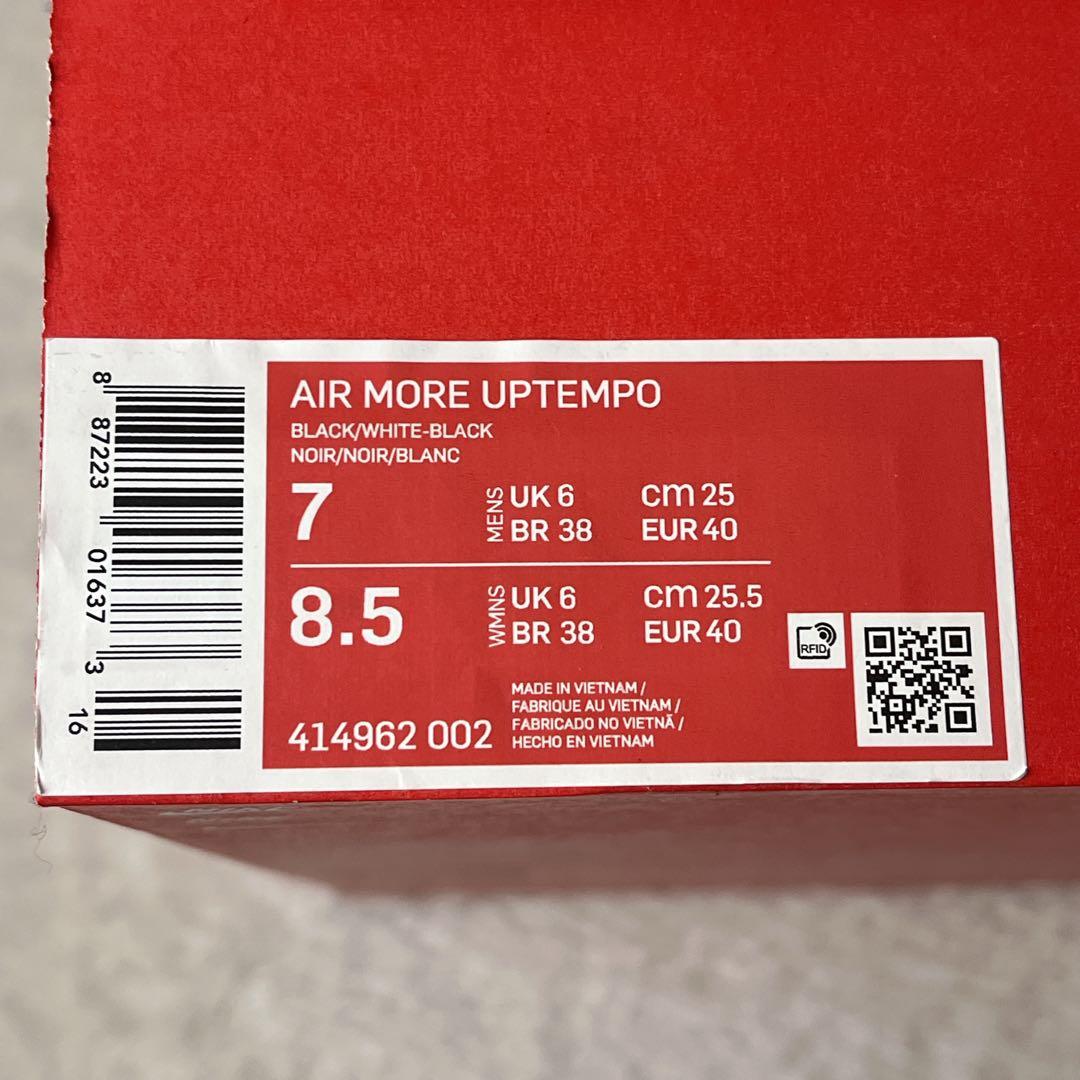 AIR MORE UPTEMPO
BLACK/WHITE-BLACK
NOIR/NOIR/BLANC
7 MENS UK 6 cm 25
BR 38 EUR 40
8.5 WMNS UK 6 cm 25.5
BR 38 EUR 40
414962 002
MADE IN VIETNAM /
FABRIQUE AU VIETNAM /
FABRICADO NO VIETNÃ /
HECHO EN VIETNAM
RFID
8 87223 01637 3
16